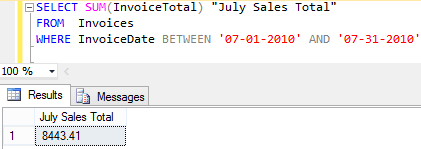 SELECT SUM(InvoiceTotal) "July Sales Total"
FROM Invoices
WHERE InvoiceDate BETWEEN '07-01-2010' AND '07-31-2010'
100 %
Results Messages
July Sales Total
1 8443.41